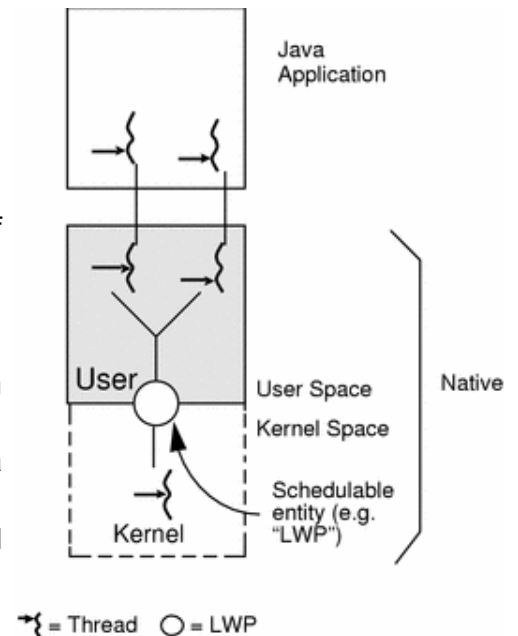 Java
Application
User
User Space
Kernel Space
Native
Schedulable
entity (e.g.
“LWP”)
Kernel
= Thread
= LWP